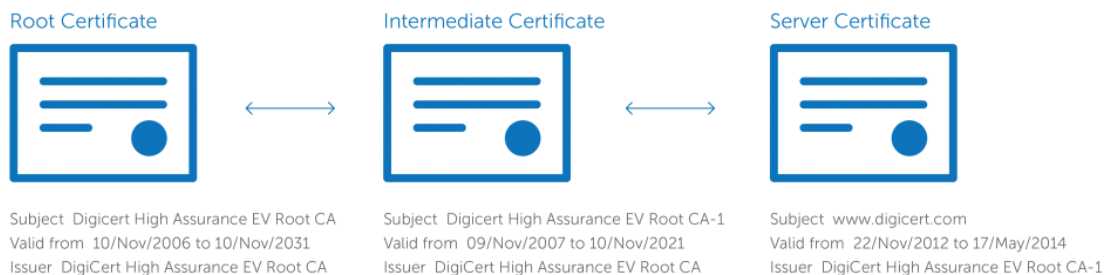 Root Certificate
Intermediate Certificate
Server Certificate
Subject Digicert High Assurance EV Root CA
Valid from 10/Nov/2006 to 10/Nov/2031
Issuer DigiCert High Assurance EV Root CA
Subject Digicert High Assurance EV Root CA-1
Valid from 09/Nov/2007 to 10/Nov/2021
Issuer DigiCert High Assurance EV Root CA
Subject www.digicert.com
Valid from 22/Nov/2012 to 17/May/2014
Issuer DigiCert High Assurance EV Root CA-1